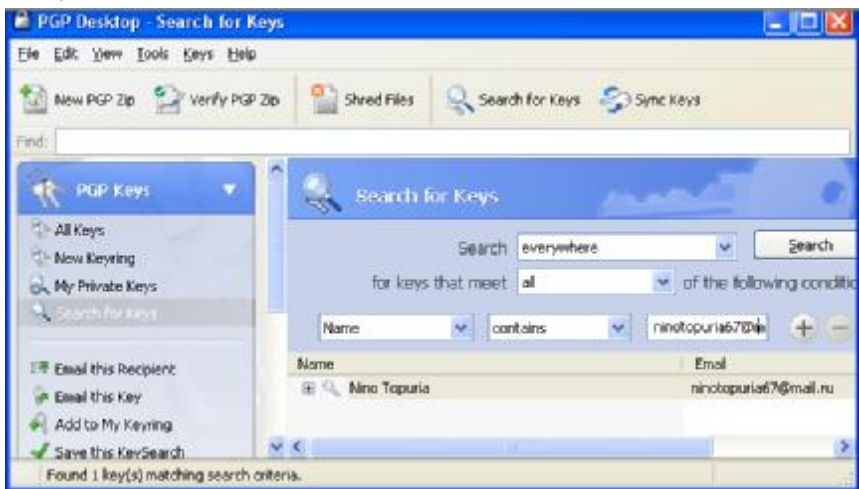 PGP Desktop - Search for Keys
File Edit View Tools Keys Help
New PGP Zip Verify PGP Zip Shred Files Search for Keys Sync Keys
Find:
PGP Keys
All Keys
New Keyring
My Private Keys
Search for Keys
Email this Recipient
Email this Key
Add to My Keyring
Save this KeySearch
Search for Keys
Search everywhere Search
for keys that meet all of the following conditic
Name contains ninotopuria67@
Name Email
Nino Topuria ninotopuria67@mail.ru
Found 1 key(s) matching search criteria.